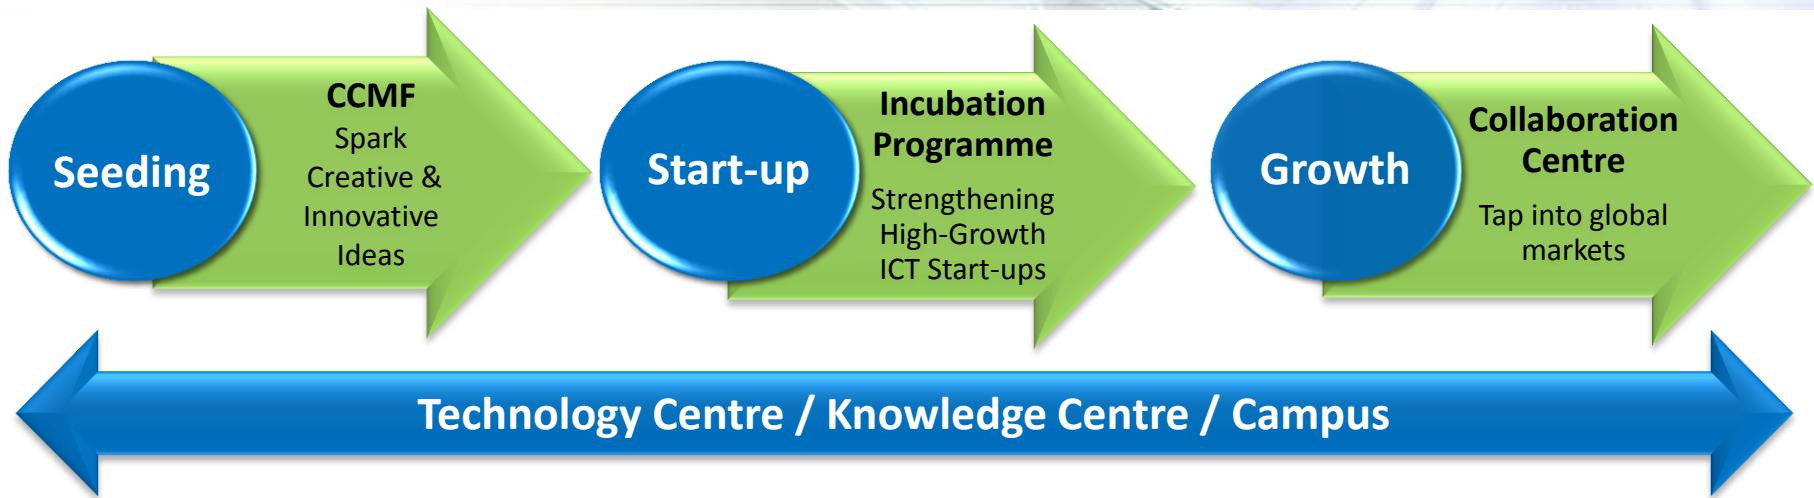 Seeding
CCMF
Spark
Creative &
Innovative
Ideas
Start-up
Incubation
Programme
Strengthening
High-Growth
ICT Start-ups
Growth
Collaboration
Centre
Tap into global
markets
Technology Centre / Knowledge Centre / Campus